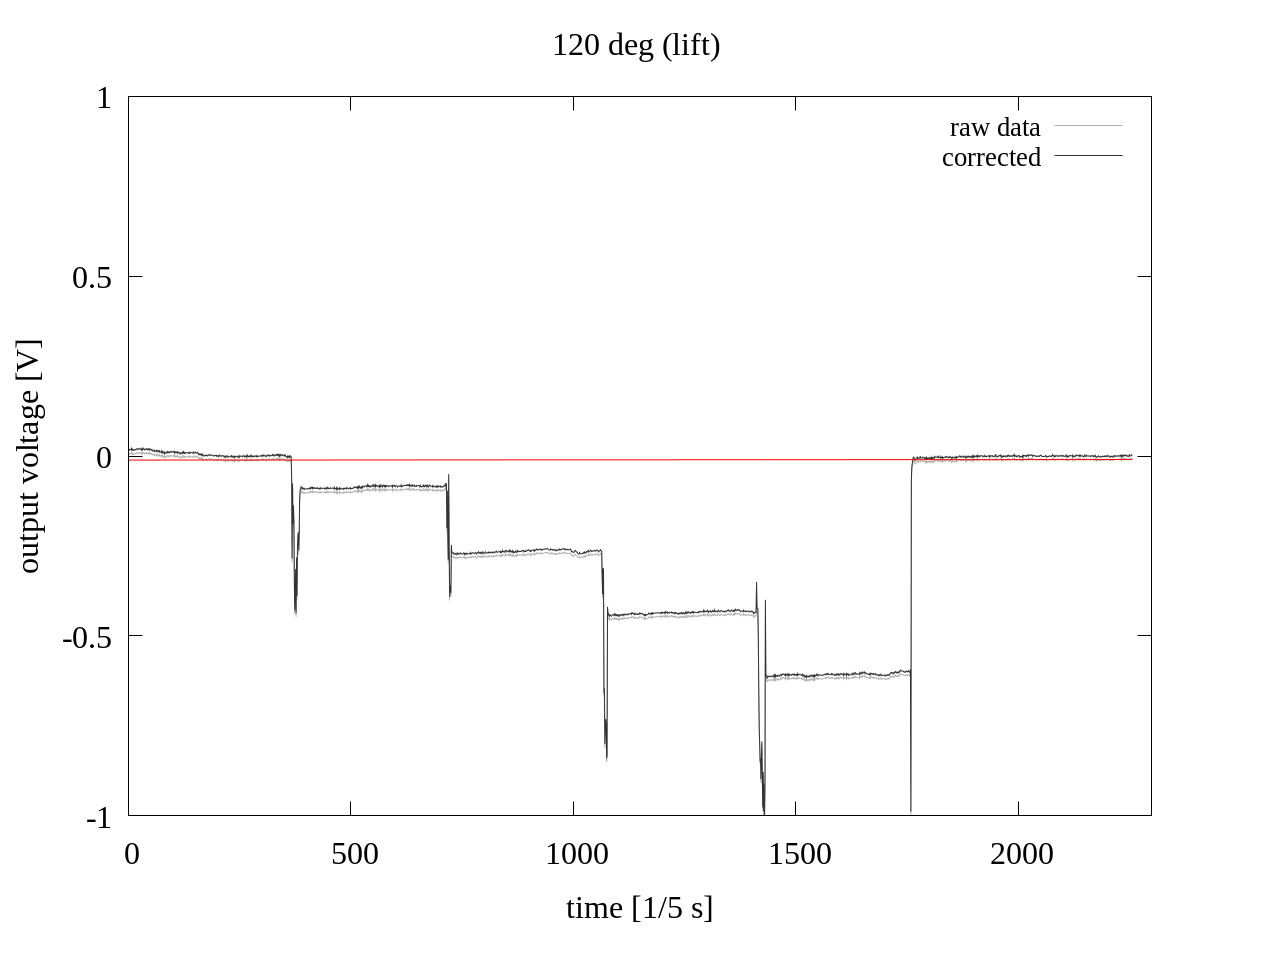 120 deg (lift)
1
raw data
corrected
0.5
0
-0.5
-1
output voltage [V]
0 500 1000 1500 2000
time [1/5 s]